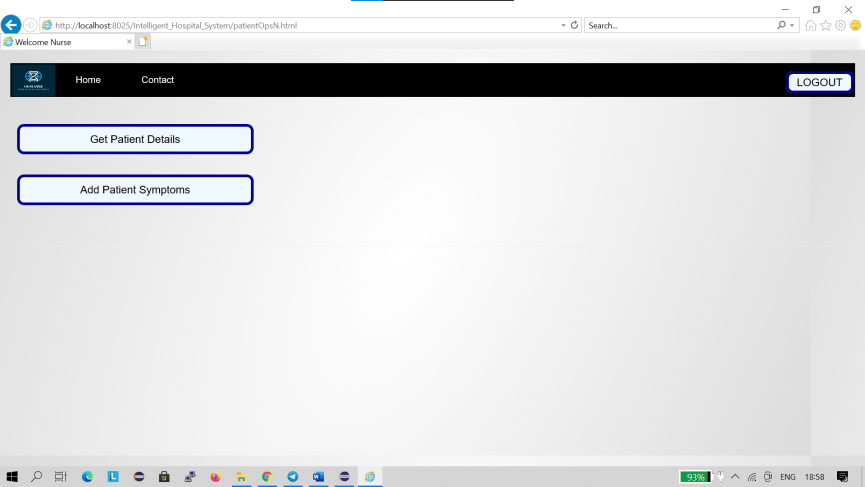 http://localhost:8025/Intelligent_Hospital_System/patientOpsN.html
Search...
Welcome Nurse
Home
Contact
LOGOUT
Get Patient Details
Add Patient Symptoms
93%
ENG
18:58